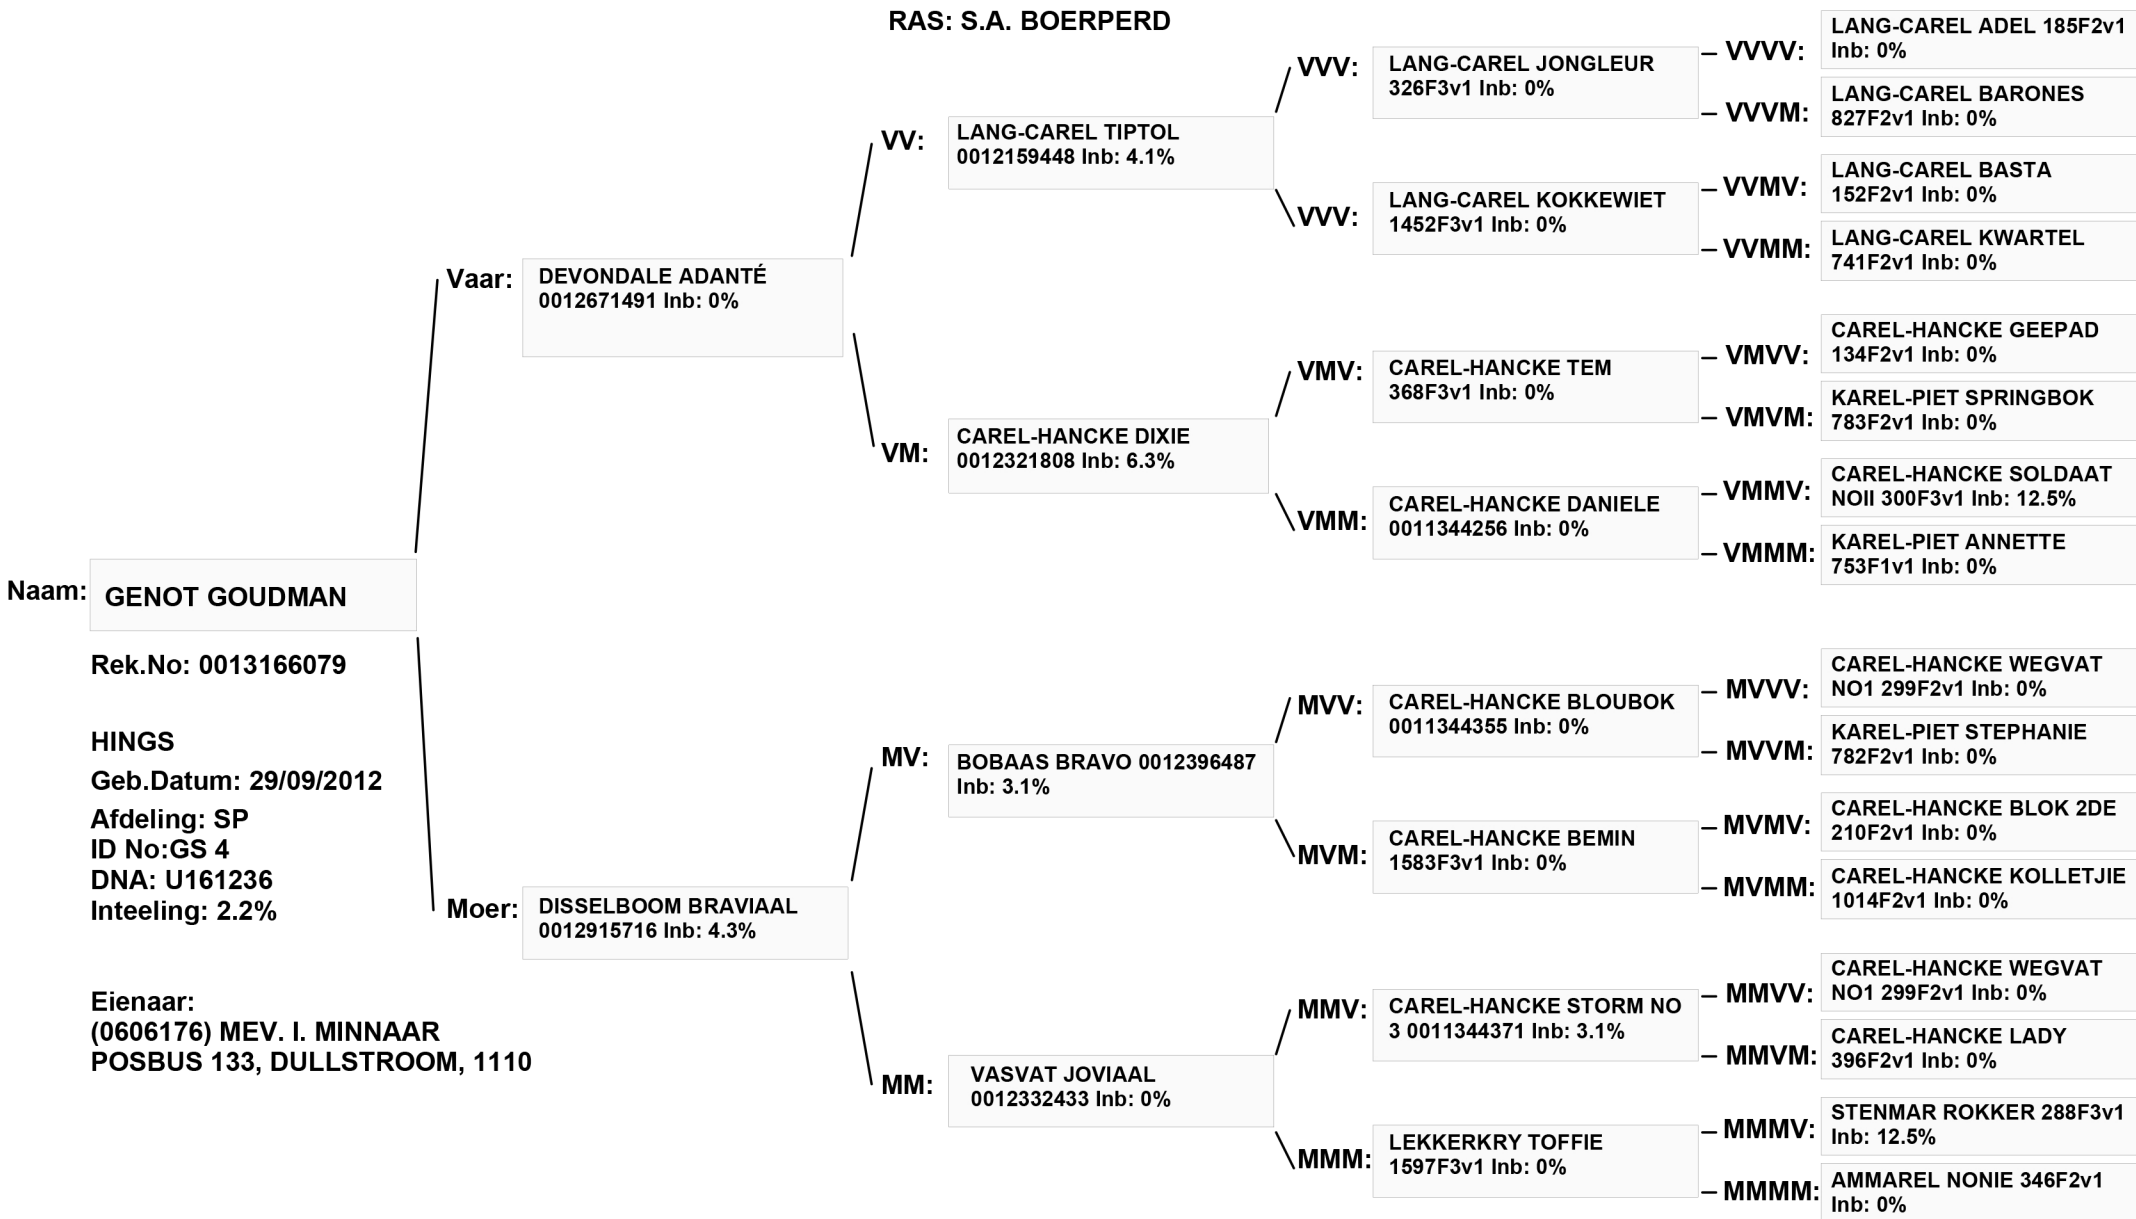 RAS: S.A. BOERPERD
Naam:
GENOT GOUDMAN
Rek.No: 0013166079
HINGS
Geb.Datum: 29/09/2012
Afdeling: SP
ID No:GS 4
DNA: U161236
Inteeling: 2.2%
Eienaar:
(0606176) MEV. I. MINNAAR
POSBUS 133, DULLSTROOM, 1110
Vaar:
DEVONDALE ADANTÉ
0012671491 Inb: 0%
Moer:
DISSELBOOM BRAVIAAL
0012915716 Inb: 4.3%
VV:
LANG-CAREL TIPTOL
0012159448 Inb: 4.1%
VM:
CAREL-HANCKE DIXIE
0012321808 Inb: 6.3%
MV:
BOBAAS BRAVO 0012396487
Inb: 3.1%
MM:
VASVAT JOVIAAL
0012332433 Inb: 0%
VVV:
LANG-CAREL JONGLEUR
326F3v1 Inb: 0%
VVV:
LANG-CAREL KOKKEWIET
1452F3v1 Inb: 0%
VMV:
CAREL-HANCKE TEM
368F3v1 Inb: 0%
VMM:
CAREL-HANCKE DANIELE
0011344256 Inb: 0%
MVV:
CAREL-HANCKE BLOUBOK
0011344355 Inb: 0%
MVM:
CAREL-HANCKE BEMIN
1583F3v1 Inb: 0%
MMV:
CAREL-HANCKE STORM NO
3 0011344371 Inb: 3.1%
MMM:
LEKKERKRY TOFFIE
1597F3v1 Inb: 0%
VVVV:
LANG-CAREL ADEL 185F2v1
Inb: 0%
VVVM:
LANG-CAREL BARONES
827F2v1 Inb: 0%
VVMV:
LANG-CAREL BASTA
152F2v1 Inb: 0%
VVMM:
LANG-CAREL KWARTEL
741F2v1 Inb: 0%
VMVV:
CAREL-HANCKE GEEPAD
134F2v1 Inb: 0%
VMVM:
KAREL-PIET SPRINGBOK
783F2v1 Inb: 0%
VMMV:
CAREL-HANCKE SOLDAAT
NOII 300F3v1 Inb: 12.5%
VMMM:
KAREL-PIET ANNETTE
753F1v1 Inb: 0%
MVVV:
CAREL-HANCKE WEGVAT
NO1 299F2v1 Inb: 0%
MVVM:
KAREL-PIET STEPHANIE
782F2v1 Inb: 0%
MVMV:
CAREL-HANCKE BLOK 2DE
210F2v1 Inb: 0%
MVMM:
CAREL-HANCKE KOLLETJIE
1014F2v1 Inb: 0%
MMVV:
CAREL-HANCKE WEGVAT
NO1 299F2v1 Inb: 0%
MMVM:
CAREL-HANCKE LADY
396F2v1 Inb: 0%
MMMV:
STENMAR ROKKER 288F3v1
Inb: 12.5%
MMMM:
AMMAREL NONIE 346F2v1
Inb: 0%